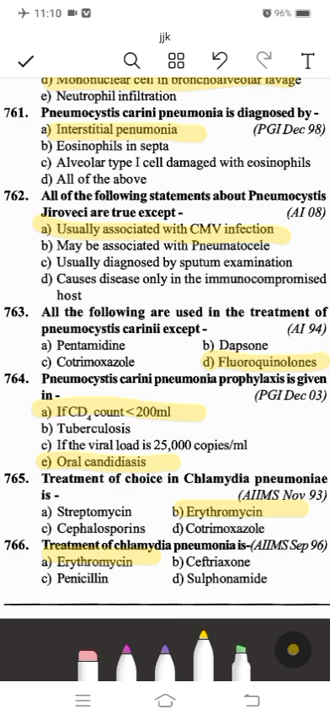 11:10
96%
jjk
T
d) Mononuclear cell in bronchoalveolar lavage
e) Neutrophil infiltration
761. Pneumocystis carini pneumonia is diagnosed by -
a) Interstitial penumonia (PGI Dec 98)
b) Eosinophils in septa
c) Alveolar type I cell damaged with eosinophils
d) All of the above
762. All of the following statements about Pneumocystis
Jiroveci are true except - (AI 08)
a) Usually associated with CMV infection
b) May be associated with Pneumatocele
c) Usually diagnosed by sputum examination
d) Causes disease only in the immunocompromised
host
763. All the following are used in the treatment of
pneumocystis carinii except - (AI 94)
a) Pentamidine b) Dapsone
c) Cotrimoxazole d) Fluoroquinolones
764. Pneumocystis carini pneumonia prophylaxis is given
in - (PGI Dec 03)
a) If CD4 count < 200ml
b) Tuberculosis
c) If the viral load is 25,000 copies/ml
e) Oral candidiasis
765. Treatment of choice in Chlamydia pneumoniae
is - (AIIMS Nov 93)
a) Streptomycin b) Erythromycin
c) Cephalosporins d) Cotrimoxazole
766. Treatment of chlamydia pneumonia is- (AIIMS Sep 96)
a) Erythromycin b) Ceftriaxone
c) Penicillin d) Sulphonamide